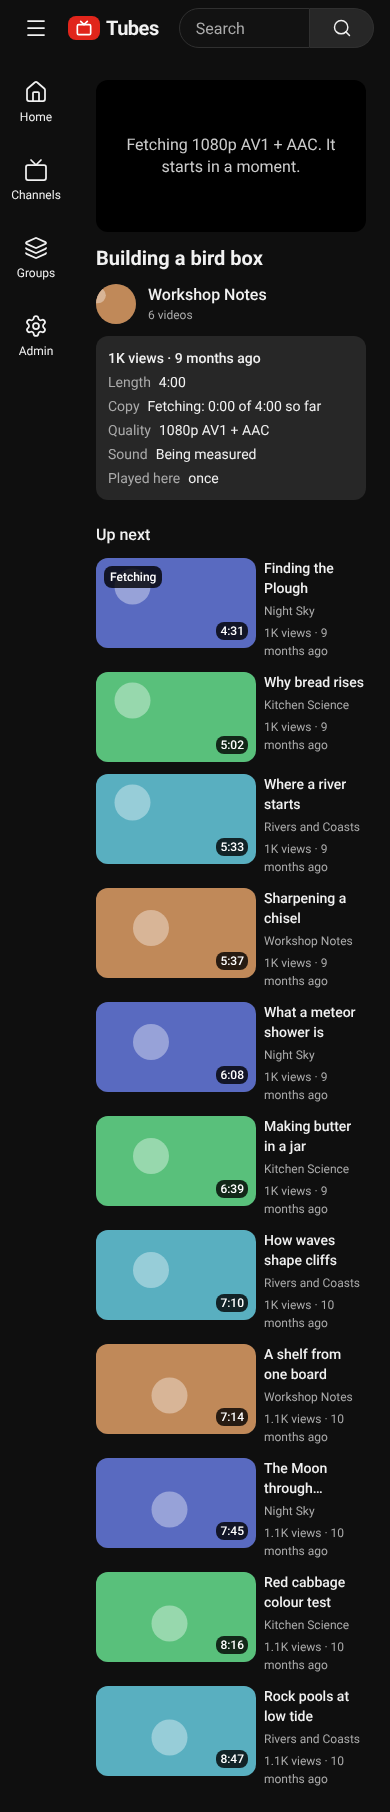 Tubes
Search
Home
Channels
Groups
Admin
Fetching 1080p AV1 + AAC. It
starts in a moment.
Building a bird box
Workshop Notes
6 videos
1K views · 9 months ago
Length 4:00
Copy Fetching: 0:00 of 4:00 so far
Quality 1080p AV1 + AAC
Sound Being measured
Played here once
Up next
Fetching
4:31
Finding the
Plough
Night Sky
1K views · 9
months ago
5:02
Why bread rises
Kitchen Science
1K views · 9
months ago
5:33
Where a river
starts
Rivers and Coasts
1K views · 9
months ago
5:37
Sharpening a
chisel
Workshop Notes
1K views · 9
months ago
6:08
What a meteor
shower is
Night Sky
1K views · 9
months ago
6:39
Making butter
in a jar
Kitchen Science
1K views · 9
months ago
7:10
How waves
shape cliffs
Rivers and Coasts
1K views · 10
months ago
7:14
A shelf from
one board
Workshop Notes
1.1K views · 10
months ago
7:45
The Moon
through...
Night Sky
1.1K views · 10
months ago
8:16
Red cabbage
colour test
Kitchen Science
1.1K views · 10
months ago
8:47
Rock pools at
low tide
Rivers and Coasts
1.1K views · 10
months ago